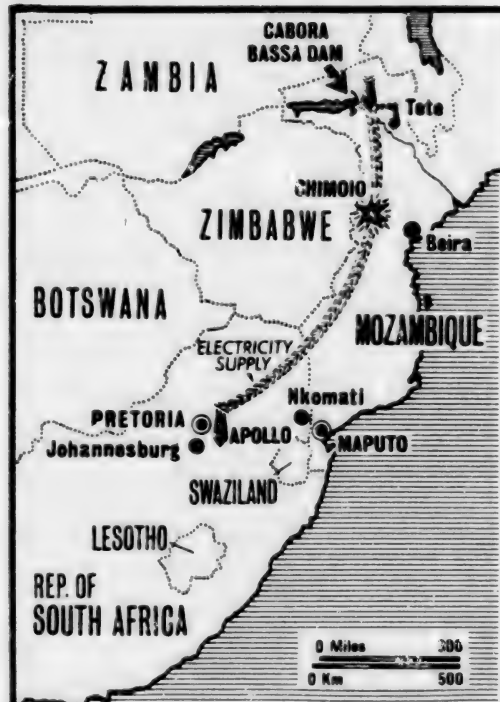 CABORA
BASSA DAM
ZAMBIA
Tete
CHIMOIO
ZIMBABWE
Beira
BOTSWANA
MOZAMBIQUE
ELECTRICITY
SUPPLY
Nkomati
PRETORIA
APOLLO
MAPUTO
Johannesburg
SWAZILAND
LESOTHO
REP. OF
SOUTH AFRICA
0 Miles 300
0 Km 500